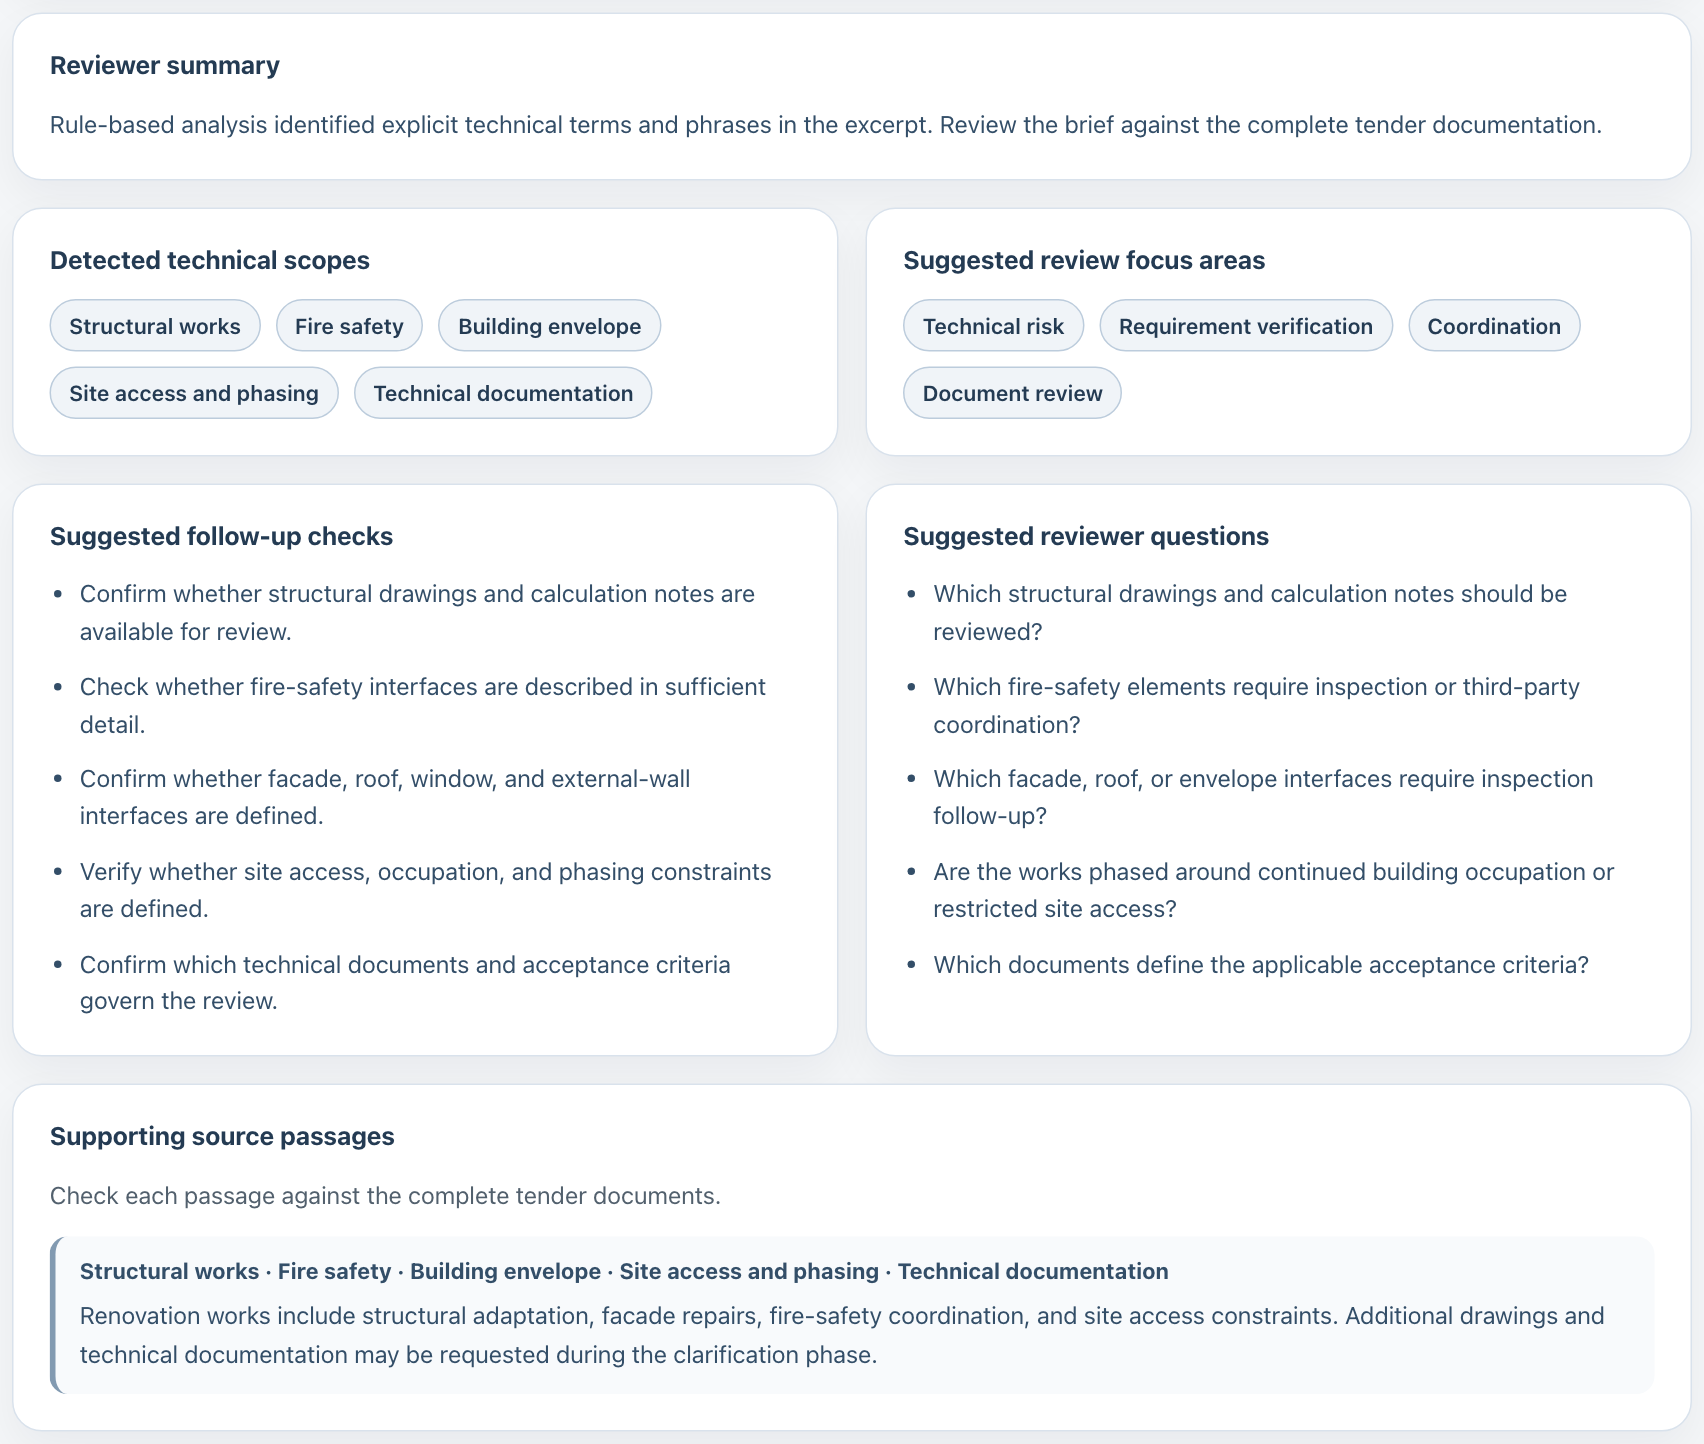 Reviewer summary
Rule-based analysis identified explicit technical terms and phrases in the excerpt. Review the brief against the complete tender documentation.
Detected technical scopes
Structural works
Fire safety
Building envelope
Site access and phasing
Technical documentation
Suggested review focus areas
Technical risk
Requirement verification
Coordination
Document review
Suggested follow-up checks
• Confirm whether structural drawings and calculation notes are
available for review.
• Check whether fire-safety interfaces are described in sufficient
detail.
• Confirm whether facade, roof, window, and external-wall
interfaces are defined.
• Verify whether site access, occupation, and phasing constraints
are defined.
• Confirm which technical documents and acceptance criteria
govern the review.
Suggested reviewer questions
• Which structural drawings and calculation notes should be
reviewed?
• Which fire-safety elements require inspection or third-party
coordination?
• Which facade, roof, or envelope interfaces require inspection
follow-up?
• Are the works phased around continued building occupation or
restricted site access?
• Which documents define the applicable acceptance criteria?
Supporting source passages
Check each passage against the complete tender documents.
Structural works · Fire safety · Building envelope · Site access and phasing · Technical documentation
Renovation works include structural adaptation, facade repairs, fire-safety coordination, and site access constraints. Additional drawings and
technical documentation may be requested during the clarification phase.